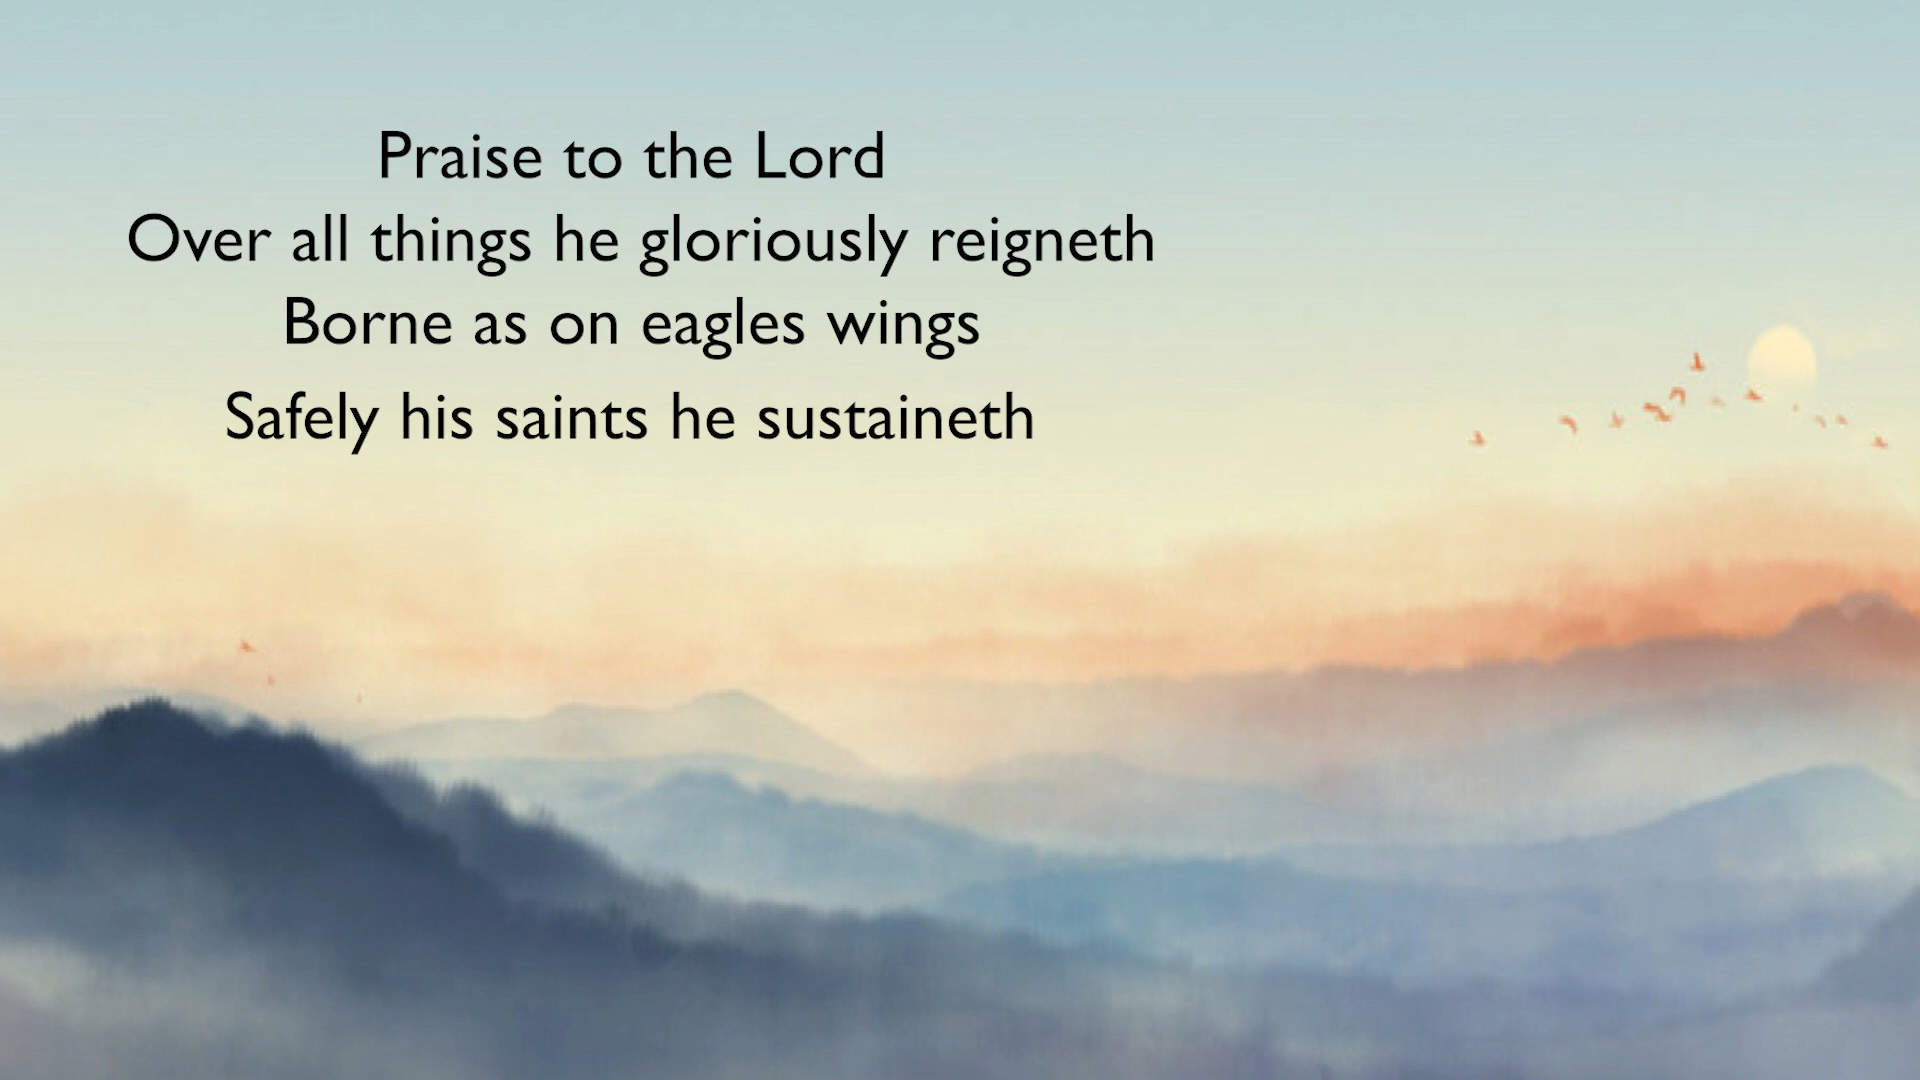 Praise to the Lord
Over all things he gloriously reigneth
Borne as on eagles wings
Safely his saints he sustaineth